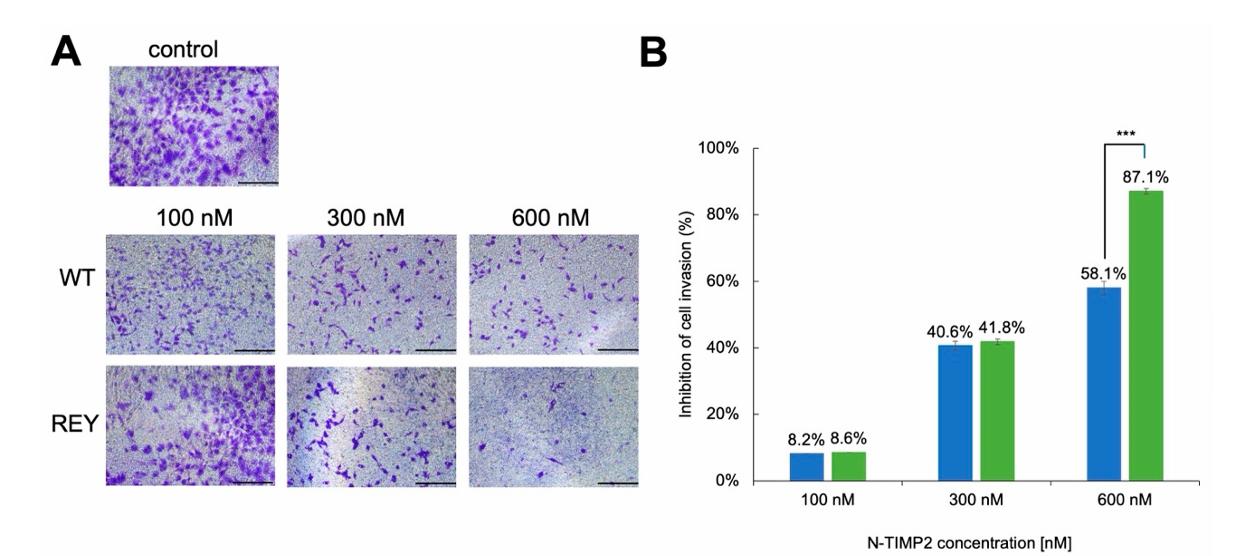 A
control
100 nM 300 nM 600 nM
WT
REY
B
***
100%
80%
60%
40%
20%
0%
Inhibition of cell invasion (%)
8.2% 8.6%
40.6% 41.8%
58.1%
87.1%
100 nM 300 nM 600 nM
N-TIMP2 concentration [nM]